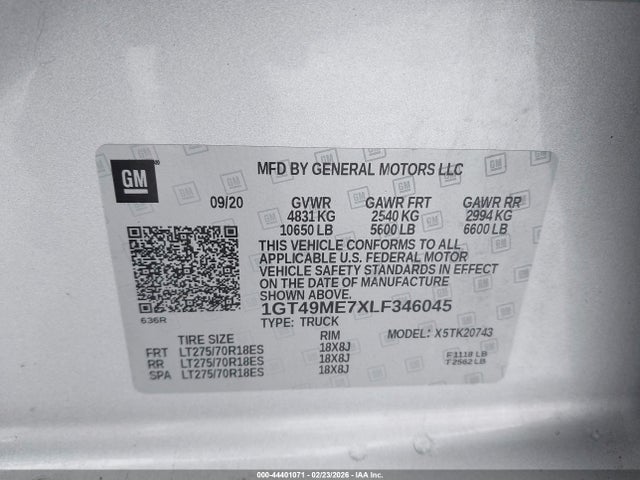 GM
MFD BY GENERAL MOTORS LLC
09/20 GVWR GAWR FRT GAWR RR
4831 KG 2540 KG 2994 KG
10650 LB 5600 LB 6600 LB
THIS VEHICLE CONFORMS TO ALL
APPLICABLE U.S. FEDERAL MOTOR
VEHICLE SAFETY STANDARDS IN EFFECT
ON THE DATE OF MANUFACTURE
SHOWN ABOVE.
1GT49ME7XLF346045
636R
TYPE: TRUCK MODEL: X5TK20743
TIRE SIZE RIM
FRT LT275/70R18ES 18X8J
RR LT275/70R18ES 18X8J
SPA LT275/70R18ES 18X8J
F1118 LB
T2562 LB
000-44401071 - 02/23/2026 - IAA, Inc.